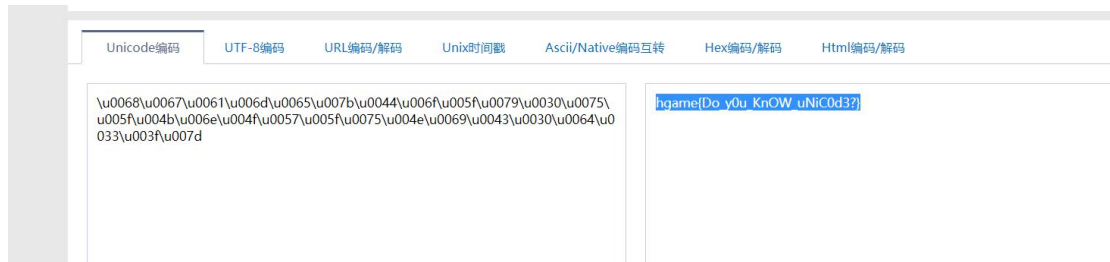 Unicode编码 UTF-8编码 URL编码/解码 Unix时间戳 Ascii/Native编码互转 Hex编码/解码 Html编码/解码
\u0068\u0067\u0061\u006d\u0065\u007b\u0044\u006f\u005f\u0079\u0030\u0075\
u005f\u004b\u006e\u004f\u0057\u005f\u0075\u004e\u0069\u0043\u0030\u0064\u0
033\u003f\u007d
hgame{Do_y0u_KnOW_uNiC0d3?}